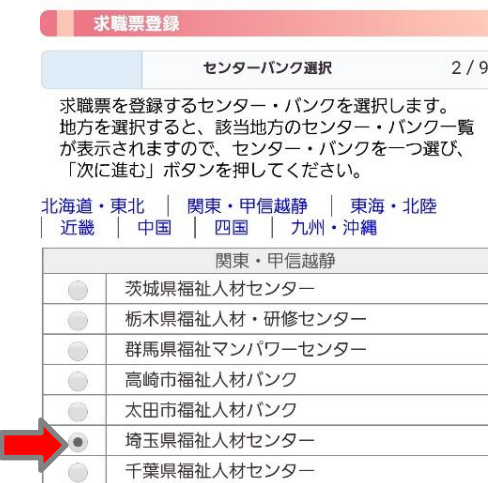 求職票登録
センターバンク選択 2/9
求職票を登録するセンター・バンクを選択します。
地方を選択すると、該当地方のセンター・バンク一覧
が表示されますので、センター・バンクを一つ選び、
「次に進む」ボタンを押してください。
北海道・東北 │ 関東・甲信越静 │ 東海・北陸
│ 近畿 │ 中国 │ 四国 │ 九州・沖縄
関東・甲信越静
茨城県福祉人材センター
栃木県福祉人材・研修センター
群馬県福祉マンパワーセンター
高崎市福祉人材バンク
太田市福祉人材バンク
埼玉県福祉人材センター
千葉県福祉人材センター